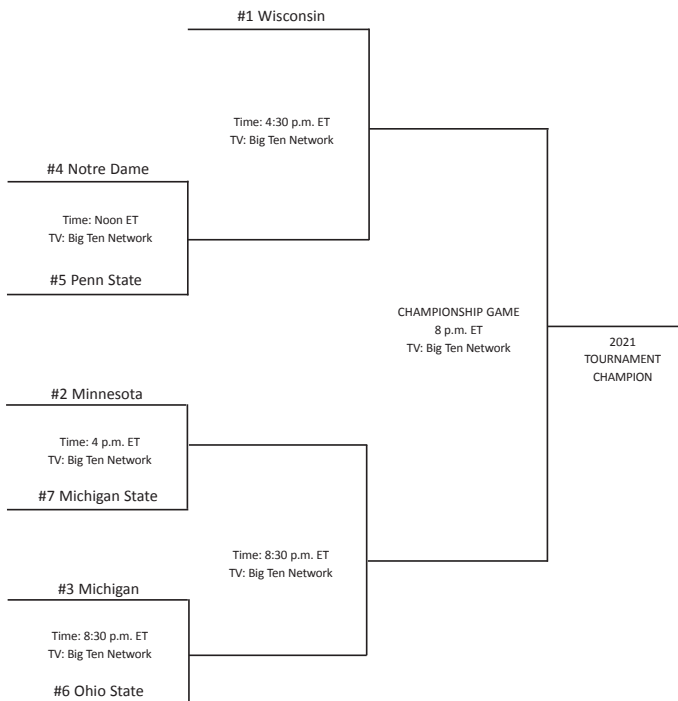 #1 Wisconsin
Time: 4:30 p.m. ET
TV: Big Ten Network
#4 Notre Dame
Time: Noon ET
TV: Big Ten Network
#5 Penn State
CHAMPIONSHIP GAME
8 p.m. ET
TV: Big Ten Network
2021
TOURNAMENT
CHAMPION
#2 Minnesota
Time: 4 p.m. ET
TV: Big Ten Network
#7 Michigan State
Time: 8:30 p.m. ET
TV: Big Ten Network
#3 Michigan
Time: 8:30 p.m. ET
TV: Big Ten Network
#6 Ohio State